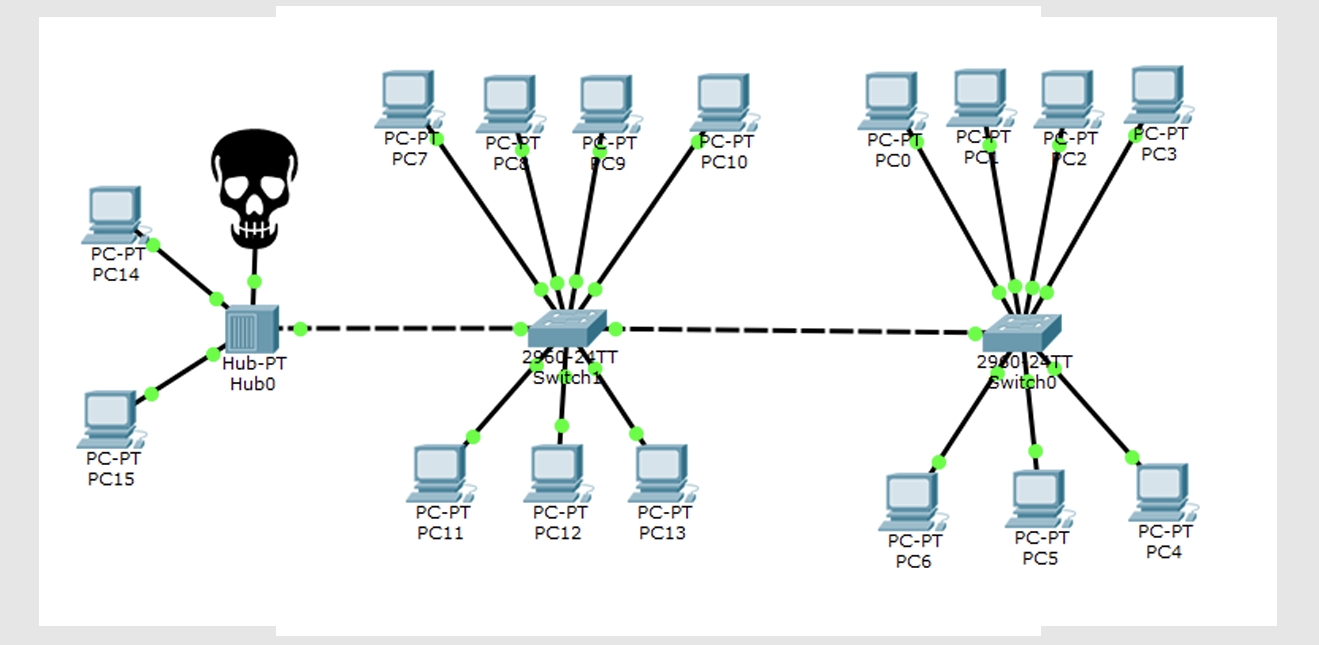 PC-PT
PC7
PC-PT
PC8
PC-PT
PC9
PC-PT
PC10
PC-PT
PC0
PC-PT
PC1
PC-PT
PC2
PC-PT
PC3
PC-PT
PC14
Hub-PT
Hub0
2960-24TT
Switch1
2960-24TT
Switch0
PC-PT
PC15
PC-PT
PC11
PC-PT
PC12
PC-PT
PC13
PC-PT
PC6
PC-PT
PC5
PC-PT
PC4